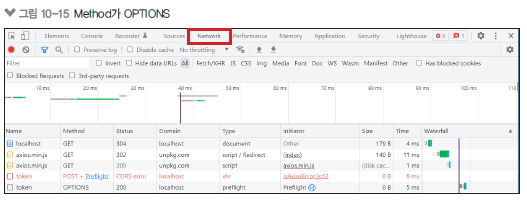 그림 10-15 Method가 OPTIONS
Elements Console Recorder Sources Network Performance Memory Application Security Lighthouse 3 1
Preserve log Disable cache No throttling
Filter Invert Hide data URLs All Fetch/XHR JS CSS Img Media Font Doc WS Wasm Manifest Other Has blocked cookies
Blocked Requests 3rd-party requests
10 ms 20 ms 30 ms 40 ms 50 ms 60 ms 70 ms 80 ms 90 ms 100 ms 110
Name Method Status Domain Type Initiator Size Time Waterfall
localhost GET 304 localhost document Other 179 B 4 ms
axios.min.js GET 302 unpkg.com script / Redirect (index) 140 B 11 ms
axios.min.js GET 200 unpkg.com script axios.min.js (disk cac... 1 ms
token POST + Preflight CORS error localhost xhr 0 B 8 ms
token OPTIONS 200 localhost preflight Preflight 0 B 5 ms